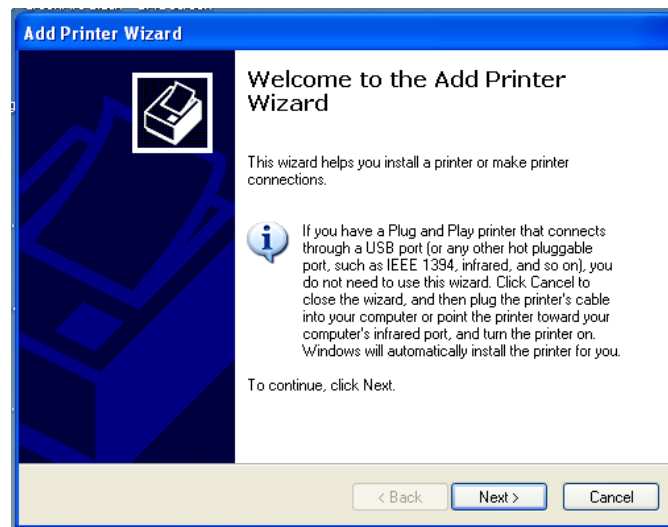 Add Printer Wizard
Welcome to the Add Printer
Wizard
This wizard helps you install a printer or make printer
connections.
If you have a Plug and Play printer that connects
through a USB port (or any other hot pluggable
port, such as IEEE 1394, infrared, and so on), you
do not need to use this wizard. Click Cancel to
close the wizard, and then plug the printer's cable
into your computer or point the printer toward your
computer's infrared port, and turn the printer on.
Windows will automatically install the printer for you.
To continue, click Next.
< Back Next > Cancel